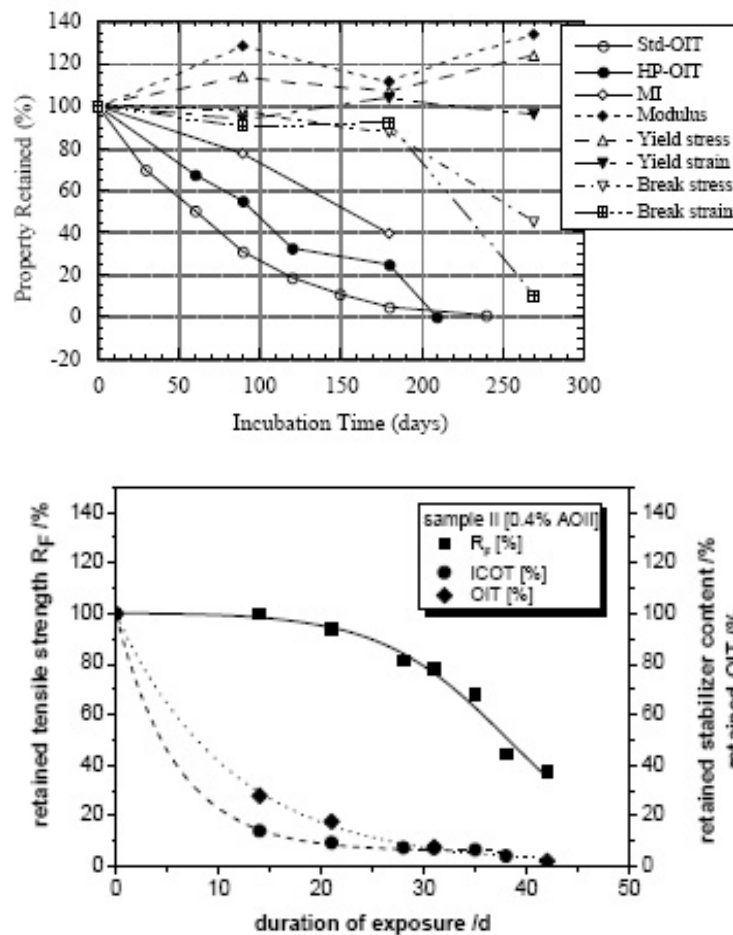 140
120
100
80
60
40
20
0
-20
Property Retained (%)
0 50 100 150 200 250 300
Incubation Time (days)
Std-OIT
HP-OIT
MI
Modulus
Yield stress
Yield strain
Break stress
Break strain
140
120
100
80
60
40
20
0
retained tensile strength RF /%
sample II [0.4% AOII]
RF [%]
ICOT [%]
OIT [%]
140
120
100
80
60
40
20
0
retained stabilizer content /%
retained OIT /%
0 10 20 30 40 50
duration of exposure /d